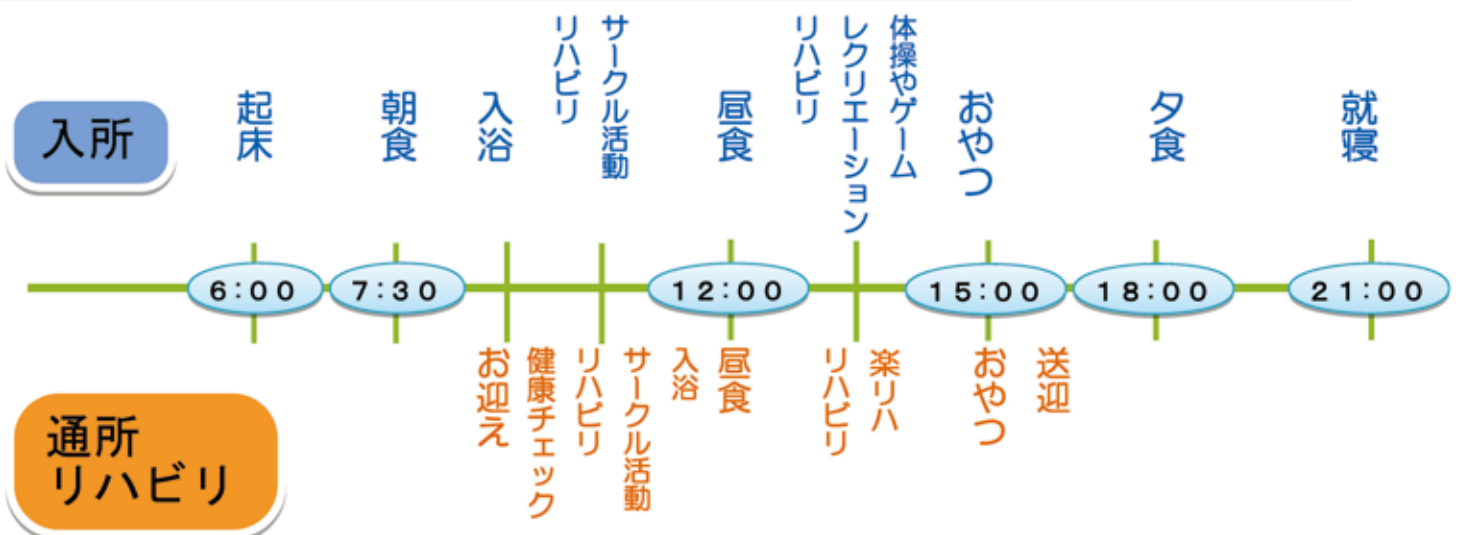 入所
起床
朝食
入浴
サークル活動
リハビリ
昼食
体操やゲーム
レクリエーション
リハビリ
おやつ
夕食
就寝
6:00
7:30
12:00
15:00
18:00
21:00
通所
リハビリ
お迎え
健康チェック
リハビリ
サークル活動
入浴
昼食
楽リハ
リハビリ
おやつ
送迎